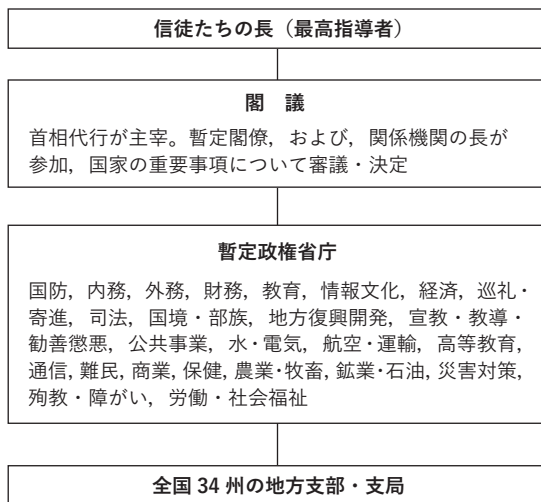 信徒たちの長（最高指導者）
閣　議
首相代行が主宰。暫定閣僚，および，関係機関の長が
参加，国家の重要事項について審議・決定
暫定政権省庁
国防，内務，外務，財務，教育，情報文化，経済，巡礼・
寄進，司法，国境・部族，地方復興開発，宣教・教導・
勧善懲悪，公共事業，水・電気，航空・運輸，高等教育，
通信，難民，商業，保健，農業・牧畜，鉱業・石油，災害対策，
殉教・障がい，労働・社会福祉
全国 34 州の地方支部・支局